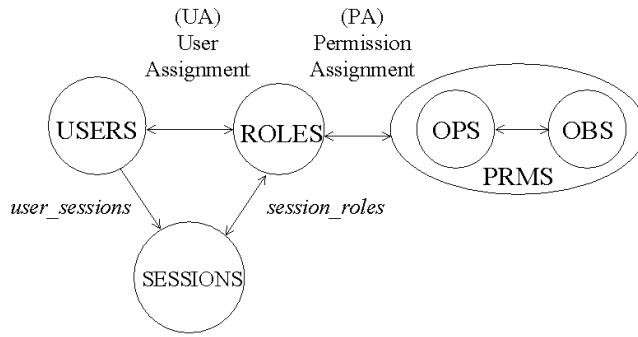 (UA)
User
Assignment
(PA)
Permission
Assignment
USERS
ROLES
OPS
OBS
PRMS
user_sessions
session_roles
SESSIONS